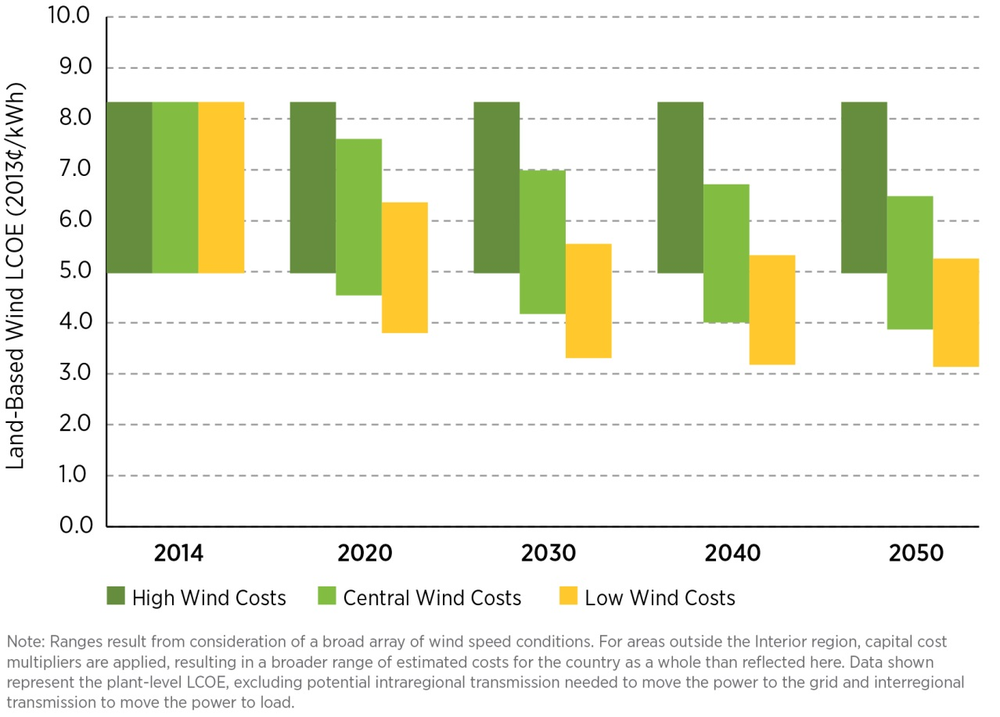 Land-Based Wind LCOE (2013¢/kWh)
10.0
9.0
8.0
7.0
6.0
5.0
4.0
3.0
2.0
1.0
0.0
2014 2020 2030 2040 2050
High Wind Costs Central Wind Costs Low Wind Costs
Note: Ranges result from consideration of a broad array of wind speed conditions. For areas outside the Interior region, capital cost
multipliers are applied, resulting in a broader range of estimated costs for the country as a whole than reflected here. Data shown
represent the plant-level LCOE, excluding potential intraregional transmission needed to move the power to the grid and interregional
transmission to move the power to load.